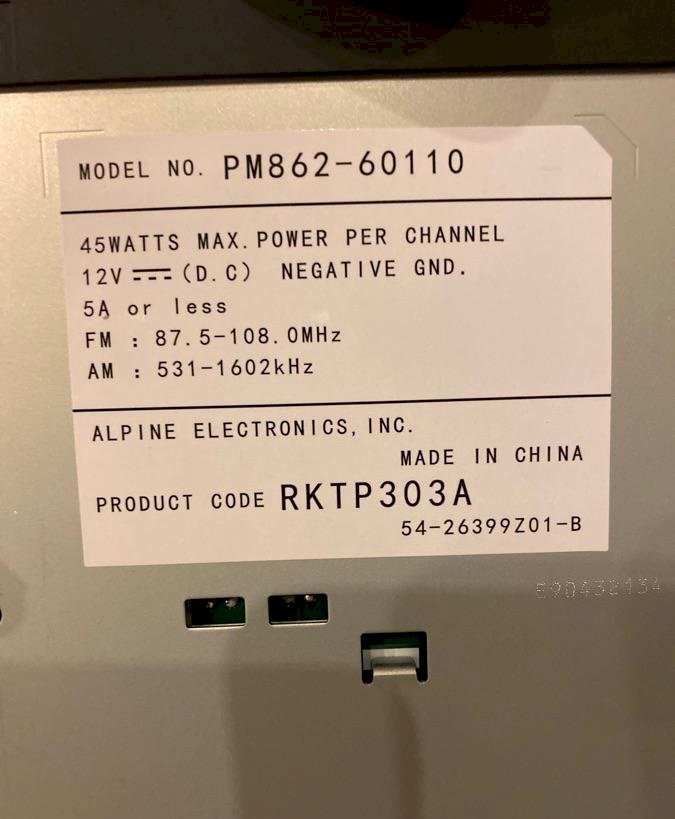 MODEL NO. PM862-60110
45WATTS MAX.POWER PER CHANNEL
12V ⎓ (D.C) NEGATIVE GND.
5A or less
FM : 87.5-108.0MHz
AM : 531-1602kHz
ALPINE ELECTRONICS,INC.
MADE IN CHINA
PRODUCT CODE RKTP303A
54-26399Z01-B
E90432134